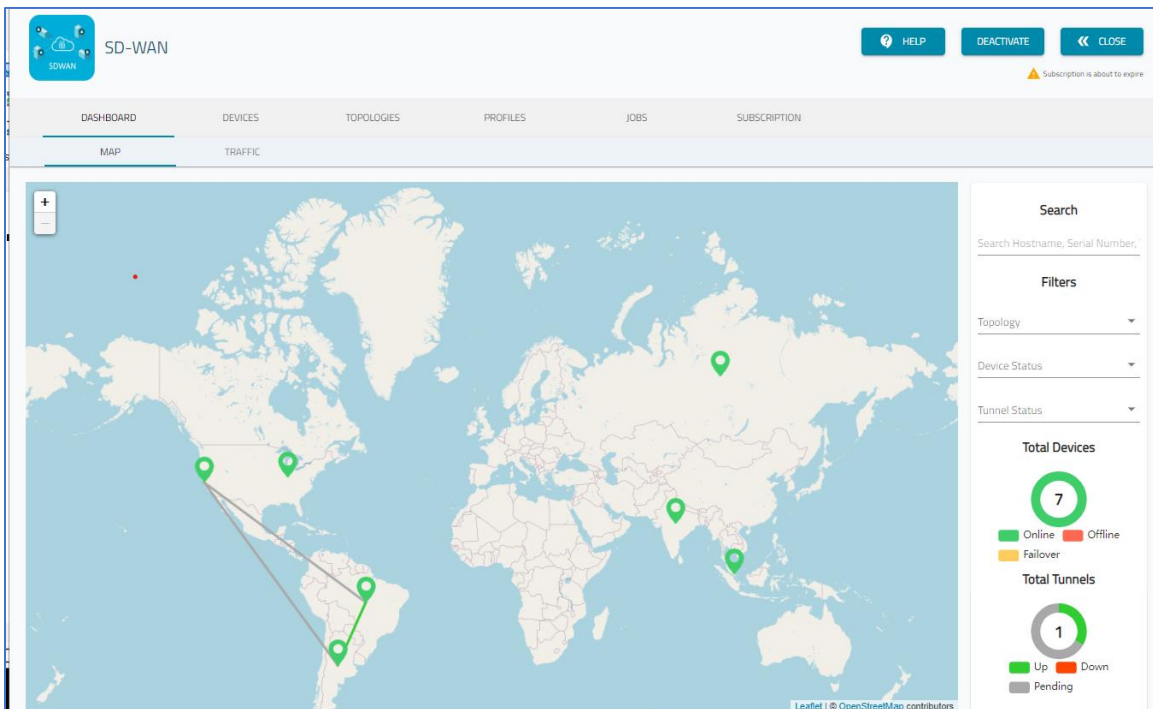 SDWAN
SD-WAN
HELP
DEACTIVATE
CLOSE
Subscription is about to expire
DASHBOARD
DEVICES
TOPOLOGIES
PROFILES
JOBS
SUBSCRIPTION
MAP
TRAFFIC
+
−
Search
Search Hostname, Serial Number,
Filters
Topology
Device Status
Tunnel Status
Total Devices
7
Online
Offline
Failover
Total Tunnels
1
Up
Down
Pending
Leaflet | © OpenStreetMap contributors